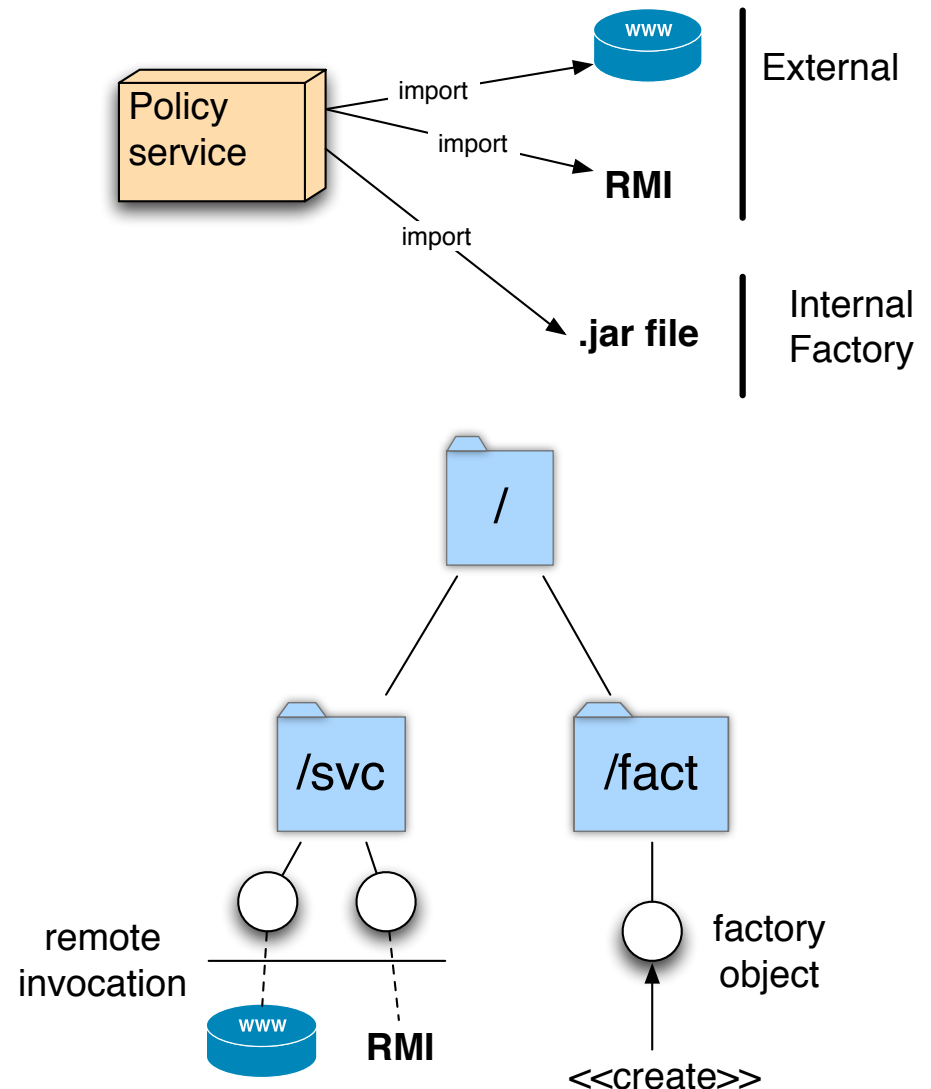 www
External
Policy
service
import
import
RMI
import
Internal
Factory
.jar file
/
/svc
/fact
remote
invocation
factory
object
www
RMI
<<create>>